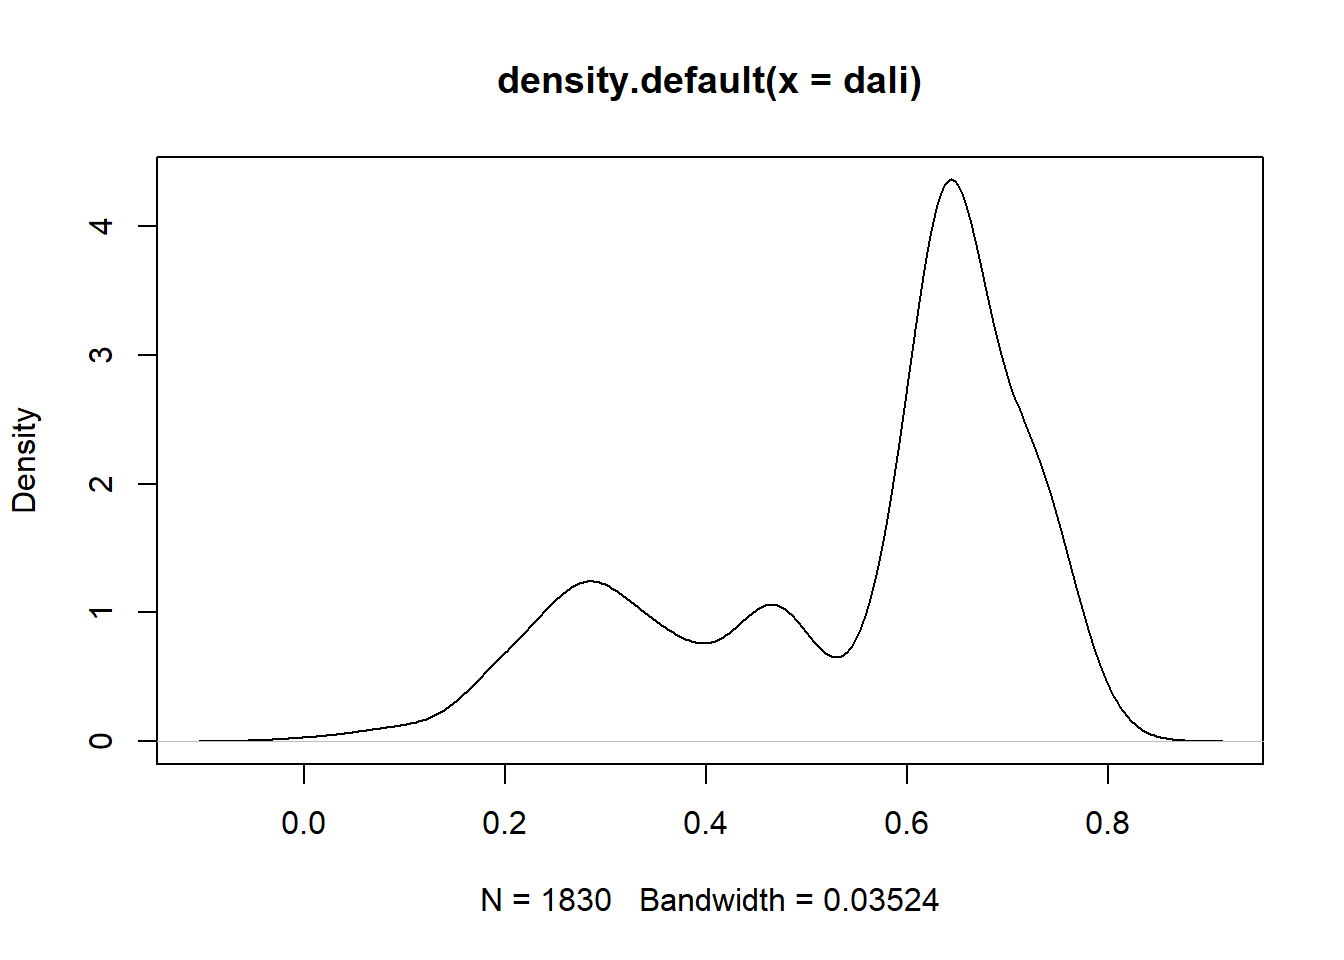 density.default(x = dali)
Density
4
3
2
1
0
0.0 0.2 0.4 0.6 0.8
N = 1830 Bandwidth = 0.03524